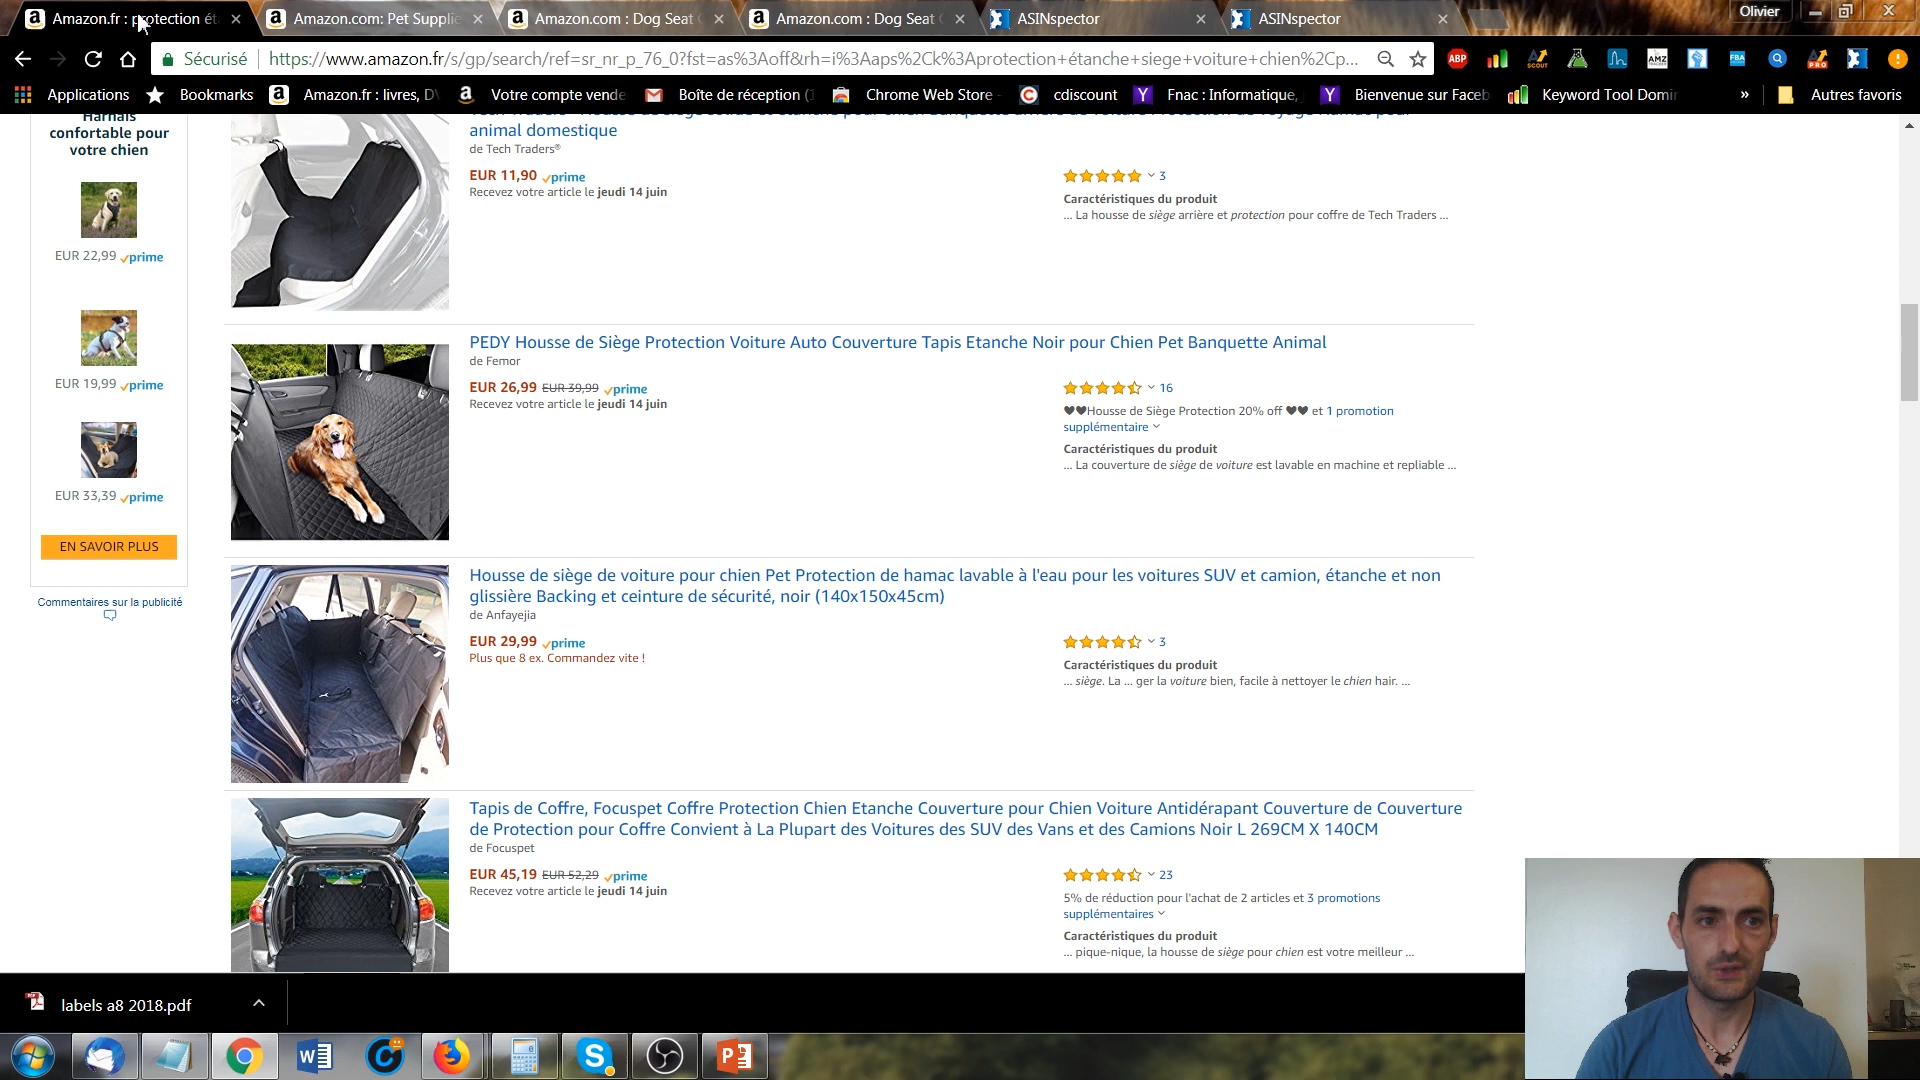 Amazon.fr : protection ét
Amazon.com: Pet Supplie
Amazon.com : Dog Seat C
Amazon.com : Dog Seat C
ASINspector
ASINspector
Olivier
Sécurisé
https://www.amazon.fr/s/gp/search/ref=sr_nr_p_76_0?fst=as%3Aoff&rh=i%3Aaps%2Ck%3Aprotection+étanche+siege+voiture+chien%2Cp...
Applications
Bookmarks
Amazon.fr : livres, DV
Votre compte vende
Boîte de réception (1
Chrome Web Store -
cdiscount
Fnac : Informatique,
Bienvenue sur Faceb
Keyword Tool Domin
»
Autres favoris
Harnais
confortable pour
votre chien
EUR 22,99 prime
EUR 19,99 prime
EUR 33,39 prime
EN SAVOIR PLUS
Commentaires sur la publicité
animal domestique
de Tech Traders®
EUR 11,90 prime
Recevez votre article le jeudi 14 juin
3
Caractéristiques du produit
... La housse de siège arrière et protection pour coffre de Tech Traders ...
PEDY Housse de Siège Protection Voiture Auto Couverture Tapis Etanche Noir pour Chien Pet Banquette Animal
de Femor
EUR 26,99 EUR 39,99 prime
Recevez votre article le jeudi 14 juin
16
♥♥Housse de Siège Protection 20% off ♥♥ et 1 promotion
supplémentaire
Caractéristiques du produit
... La couverture de siège de voiture est lavable en machine et repliable ...
Housse de siège de voiture pour chien Pet Protection de hamac lavable à l'eau pour les voitures SUV et camion, étanche et non
glissière Backing et ceinture de sécurité, noir (140x150x45cm)
de Anfayejia
EUR 29,99 prime
Plus que 8 ex. Commandez vite !
3
Caractéristiques du produit
... siège. La ... ger la voiture bien, facile à nettoyer le chien hair. ...
Tapis de Coffre, Focuspet Coffre Protection Chien Etanche Couverture pour Chien Voiture Antidérapant Couverture de Couverture
de Protection pour Coffre Convient à La Plupart des Voitures des SUV des Vans et des Camions Noir L 269CM X 140CM
de Focuspet
EUR 45,19 EUR 52,29 prime
Recevez votre article le jeudi 14 juin
23
5% de réduction pour l'achat de 2 articles et 3 promotions
supplémentaires
Caractéristiques du produit
... pique-nique, la housse de siège pour chien est votre meilleur ...
labels a8 2018.pdf